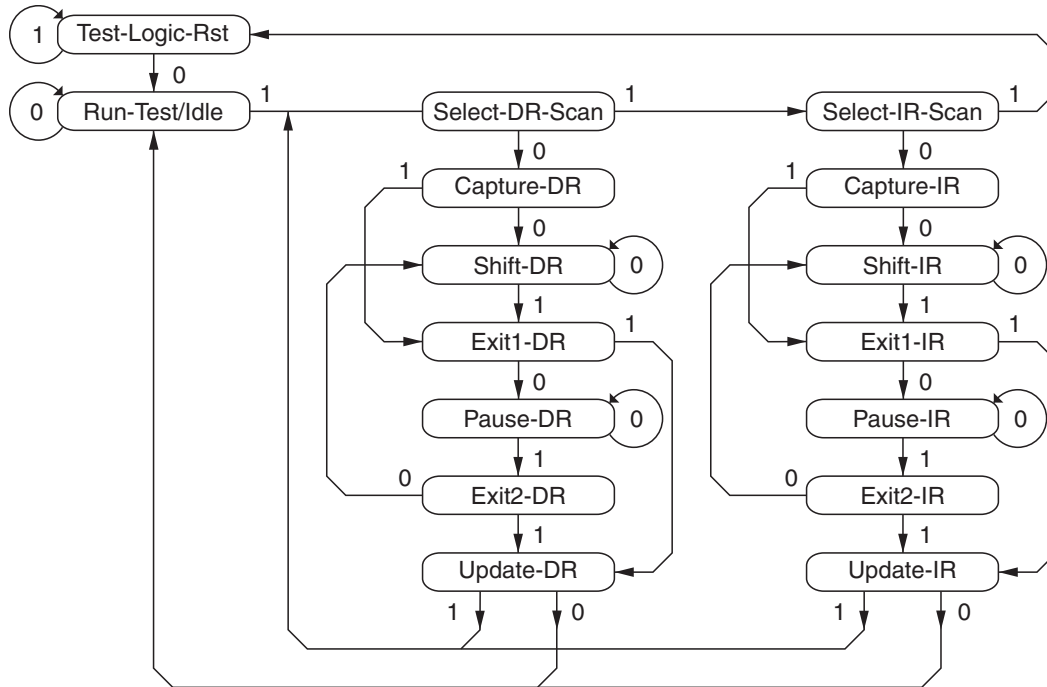 1 Test-Logic-Rst
0
0 Run-Test/Idle 1 Select-DR-Scan 1 Select-IR-Scan 1
0 0
1 Capture-DR 1 Capture-IR
0 0
Shift-DR 0 Shift-IR 0
1 1
Exit1-DR 1 Exit1-IR 1
0 0
Pause-DR 0 Pause-IR 0
1 1
0 Exit2-DR 0 Exit2-IR
1 1
Update-DR Update-IR
1 0 1 0